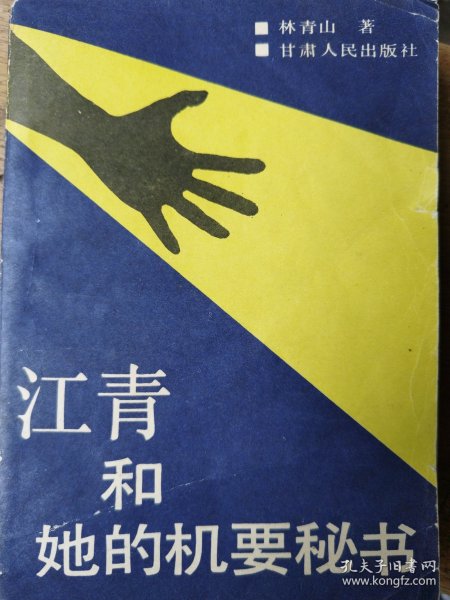 林青山 著
甘肃人民出版社
江青
和
她的机要秘书
孔夫子旧书网
www.kongfz.com